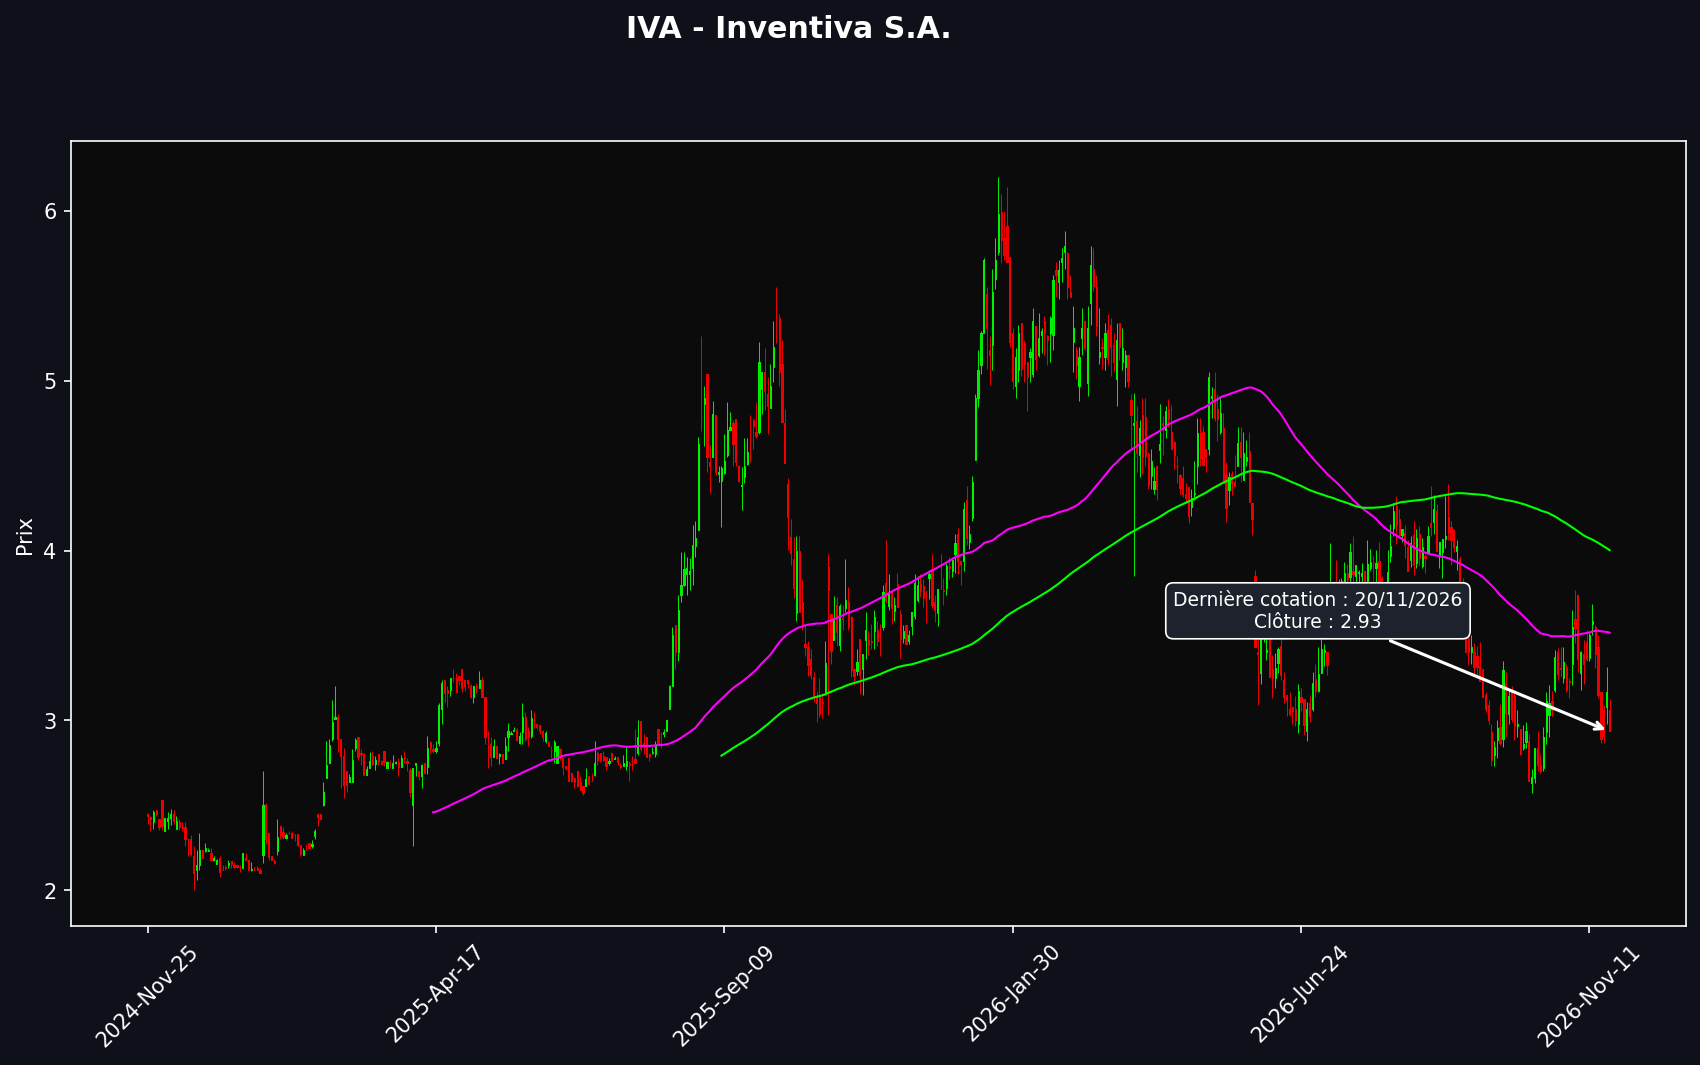 IVA - Inventiva S.A.
Prix
6
5
4
3
2
Dernière cotation : 20/11/2026
Clôture : 2.93
2024-Nov-25
2025-Apr-17
2025-Sep-09
2026-Jan-30
2026-Jun-24
2026-Nov-11